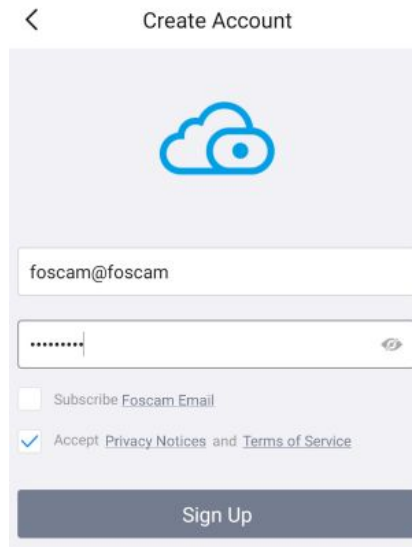 Create Account
foscam@foscam
•••••••••
Subscribe Foscam Email
Accept Privacy Notices and Terms of Service
Sign Up